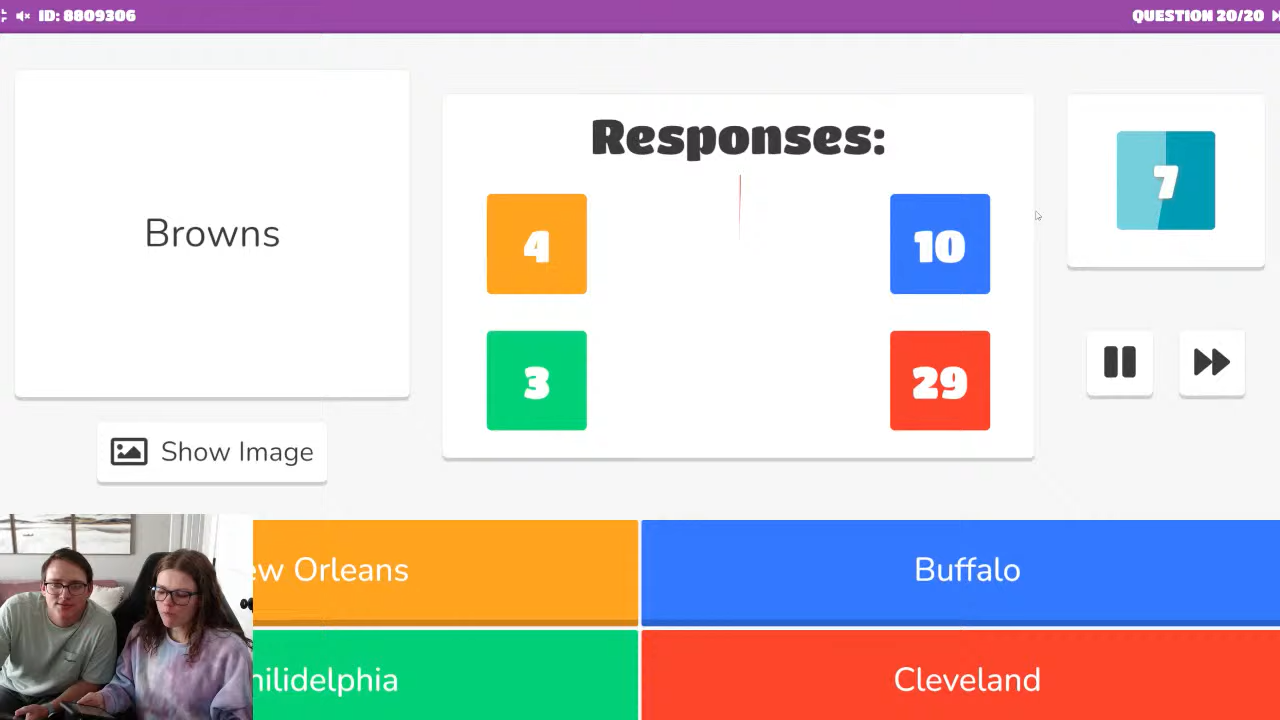 ID: 8809306
QUESTION 20/20
Browns
Responses:
4
10
3
29
7
Show Image
ew Orleans
Buffalo
hilidelphia
Cleveland